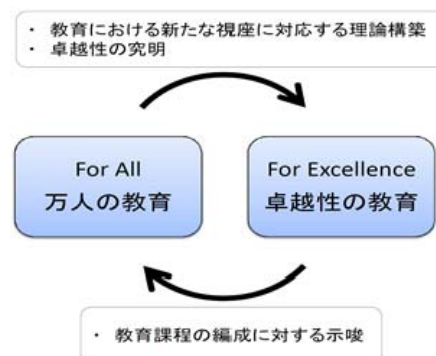 ・ 教育における新たな視座に対応する理論構築
・ 卓越性の究明
For All
万人の教育
For Excellence
卓越性の教育
・ 教育課程の編成に対する示唆